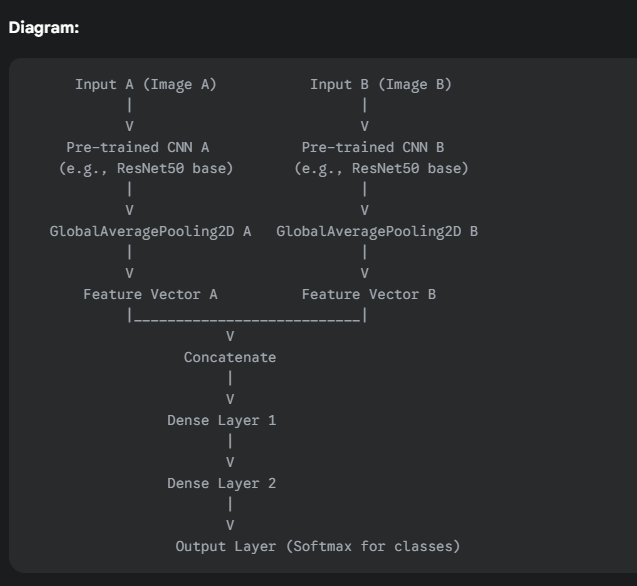 Diagram:
Input A (Image A)           Input B (Image B)
|                            |
V                            V
Pre-trained CNN A           Pre-trained CNN B
(e.g., ResNet50 base)       (e.g., ResNet50 base)
|                            |
V                            V
GlobalAveragePooling2D A   GlobalAveragePooling2D B
|                            |
V                            V
Feature Vector A          Feature Vector B
|___________________________|
V
Concatenate
|
V
Dense Layer 1
|
V
Dense Layer 2
|
V
Output Layer (Softmax for classes)